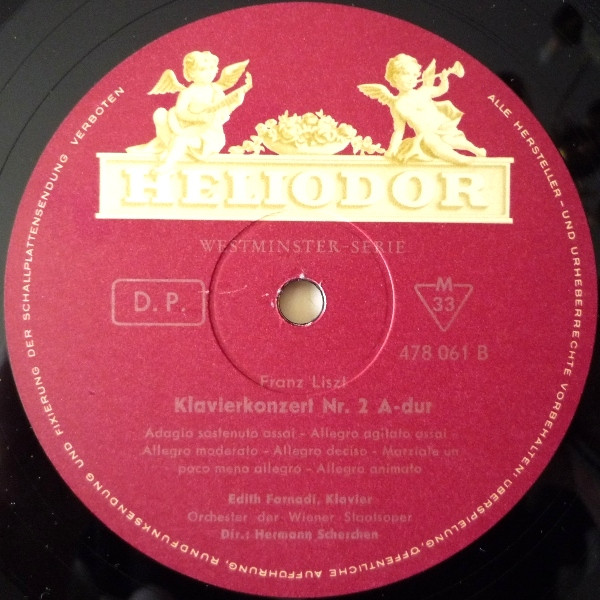 HELIODOR
WESTMINSTER-SERIE
D. P.
M
33
478 061 B
Franz Liszt
Klavierkonzert Nr. 2 A-dur
Adagio sostenuto assai - Allegro agitato assai -
Allegro moderato - Allegro deciso - Marziale un
poco meno allegro - Allegro animato
Edith Farnadi, Klavier
Orchester der Wiener Staatsoper
Dir.: Hermann Scherchen
ALLE HERSTELLER-UND URHEBERRECHTE VORBEHALTEN · ÜBERSPIELUNG, ÖFFENTLICHE AUFFÜHRUNG, RUNDFUNKSENDUNG UND FIXIERUNG DER SCHALLPLATTENSENDUNG VERBOTEN